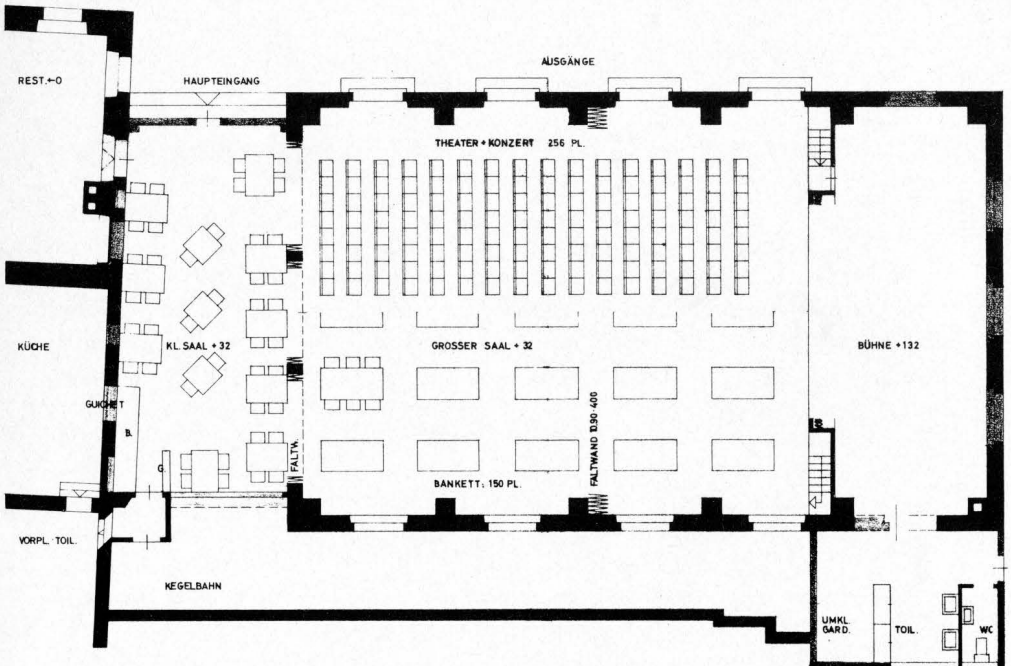 AUSGÄNGE
REST.±0
HAUPTEINGANG
THEATER + KONZERT 256 PL.
KÜCHE
KL. SAAL + 32
GROSSER SAAL + 32
BÜHNE +132
GUICHET
B.
G.
FALTW.
FALTWAND 10.90·4.00
BANKETT: 150 PL.
VORPL. TOIL.
KEGELBAHN
UMKL.
GARD.
TOIL.
WC